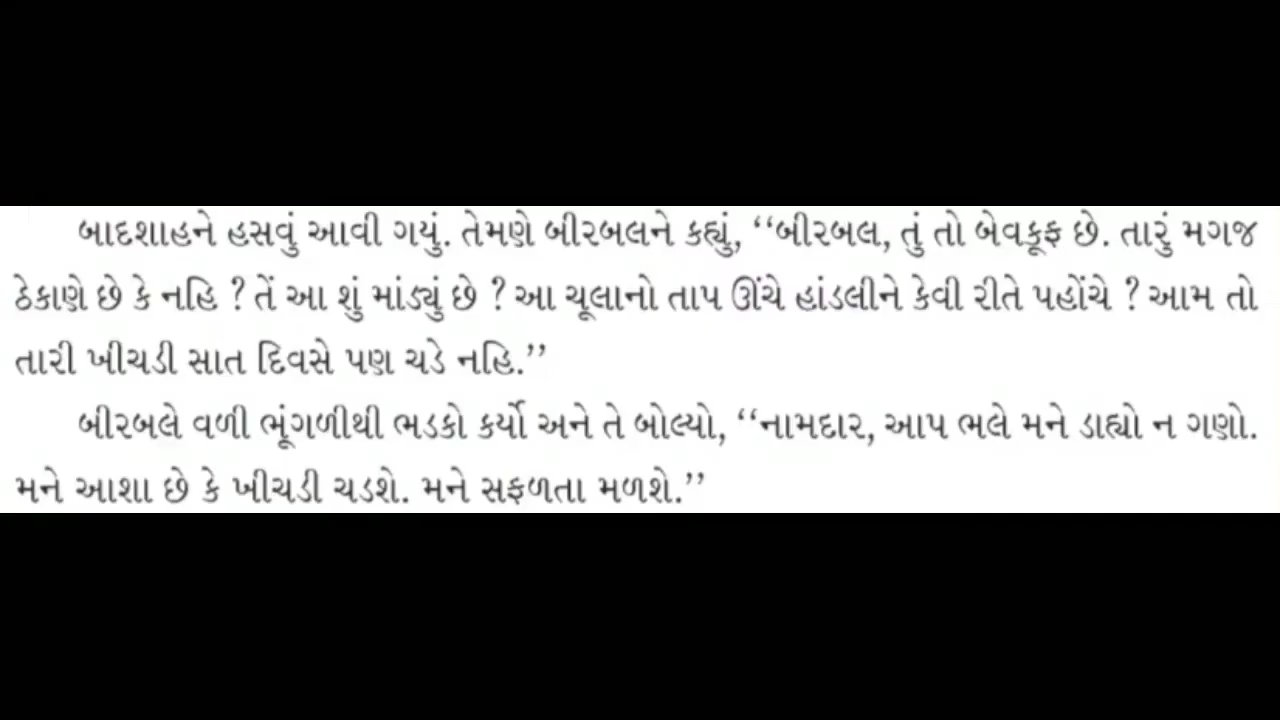 બાદશાહને હસવું આવી ગયું. તેમણે બીરબલને કહ્યું, ‘‘બીરબલ, તું તો બેવકૂફ છે. તારું મગજ
ઠેકાણે છે કે નહિ ? તેં આ શું માંડ્યું છે ? આ ચૂલાનો તાપ ઊંચે હાંડલીને કેવી રીતે પહોંચે ? આમ તો
તારી ખીચડી સાત દિવસે પણ ચડે નહિ.’’
બીરબલે વળી ભૂંગળીથી ભડકો કર્યો અને તે બોલ્યો, ‘‘નામદાર, આપ ભલે મને ડાહ્યો ન ગણો.
મને આશા છે કે ખીચડી ચડશે. મને સફળતા મળશે.’’